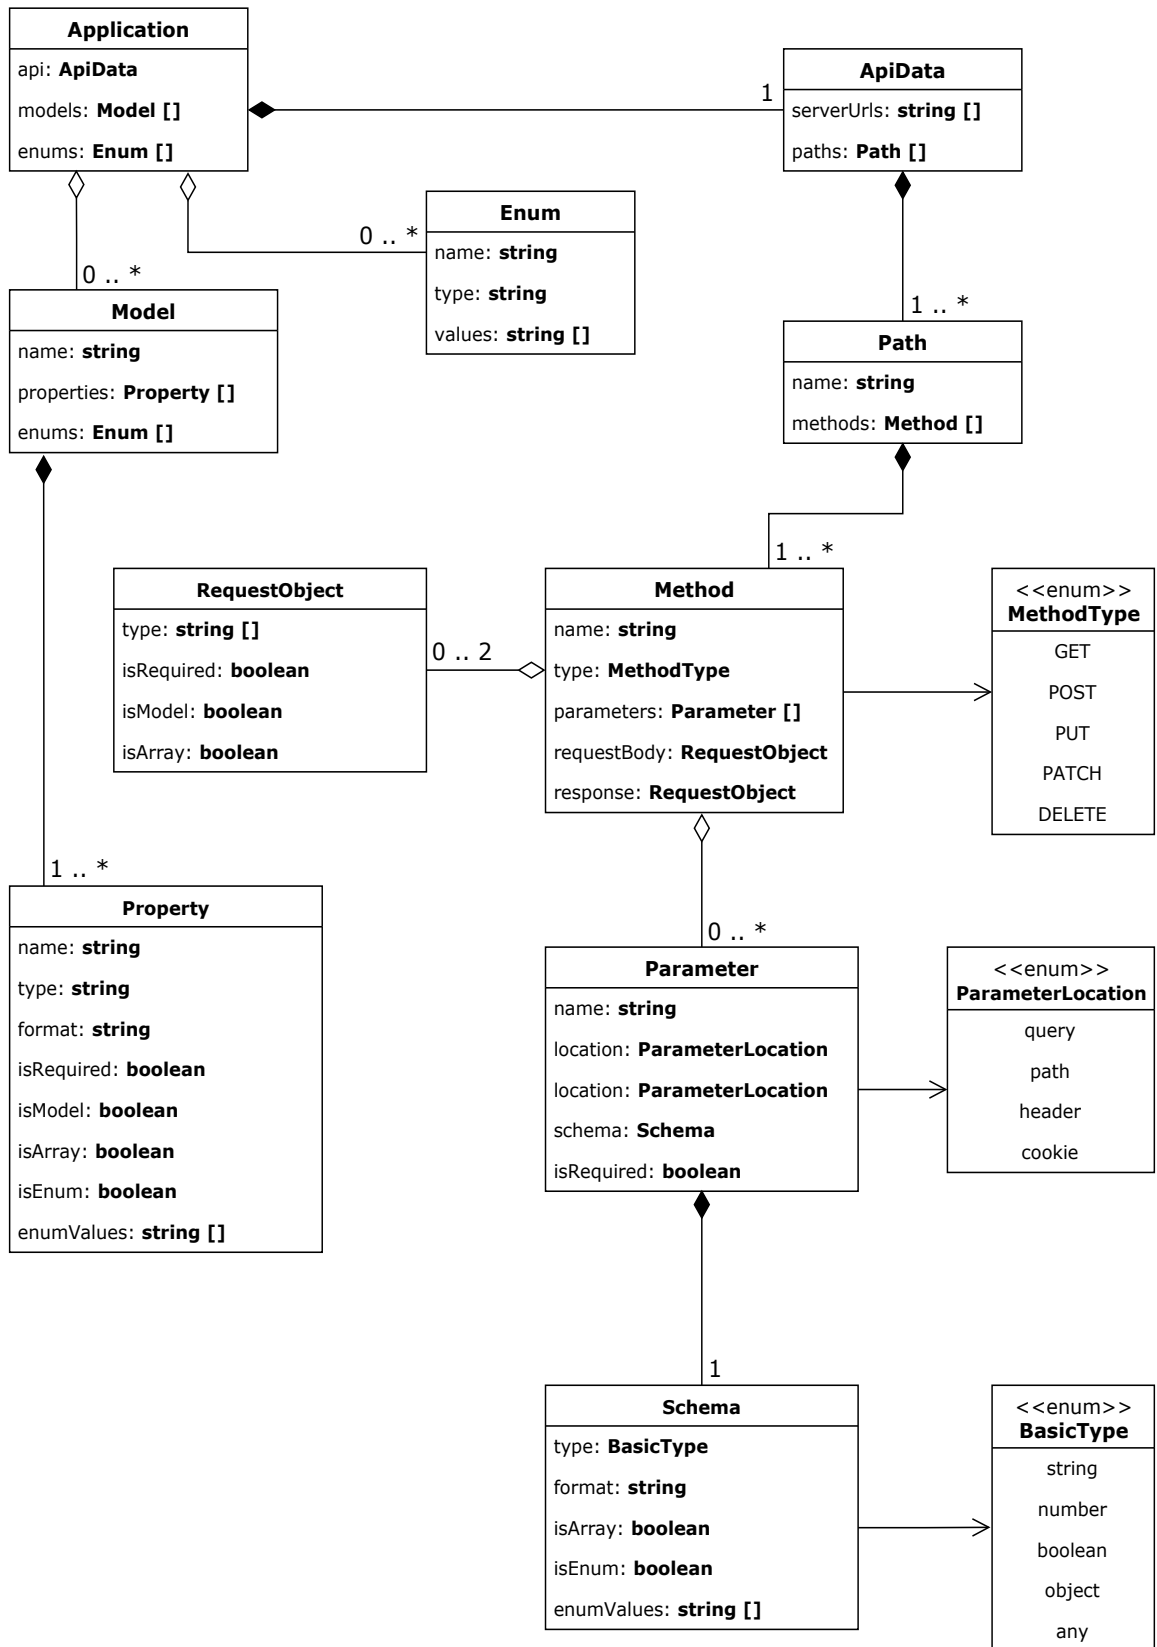 Application
api: ApiData
models: Model []
enums: Enum []
1
ApiData
serverUrls: string []
paths: Path []
Enum
name: string
type: string
values: string []
0 .. *
0 .. *
Model
name: string
properties: Property []
enums: Enum []
1 .. *
Path
name: string
methods: Method []
1 .. *
RequestObject
type: string []
isRequired: boolean
isModel: boolean
isArray: boolean
0 .. 2
Method
name: string
type: MethodType
parameters: Parameter []
requestBody: RequestObject
response: RequestObject
<<enum>>
MethodType
GET
POST
PUT
PATCH
DELETE
1 .. *
Property
name: string
type: string
format: string
isRequired: boolean
isModel: boolean
isArray: boolean
isEnum: boolean
enumValues: string []
0 .. *
Parameter
name: string
location: ParameterLocation
location: ParameterLocation
schema: Schema
isRequired: boolean
<<enum>>
ParameterLocation
query
path
header
cookie
1
Schema
type: BasicType
format: string
isArray: boolean
isEnum: boolean
enumValues: string []
<<enum>>
BasicType
string
number
boolean
object
any